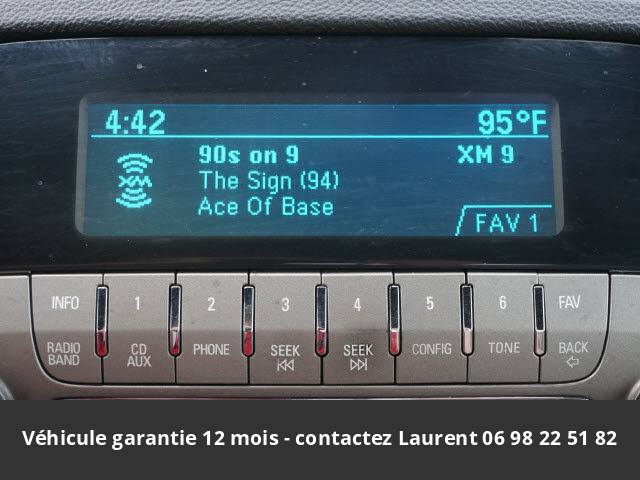 4:42 95°F
90s on 9 XM 9
XM The Sign (94)
Ace Of Base
FAV 1
INFO 1 2 3 4 5 6 FAV
RADIO BAND CD AUX PHONE SEEK SEEK CONFIG TONE BACK
Véhicule garantie 12 mois - contactez Laurent 06 98 22 51 82